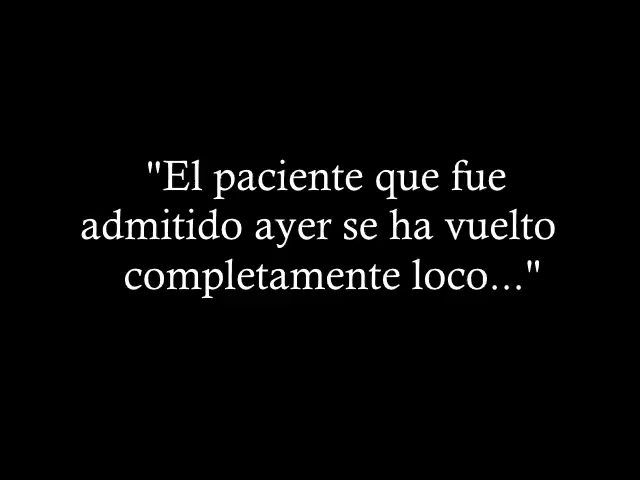 "El paciente que fue
admitido ayer se ha vuelto
completamente loco..."